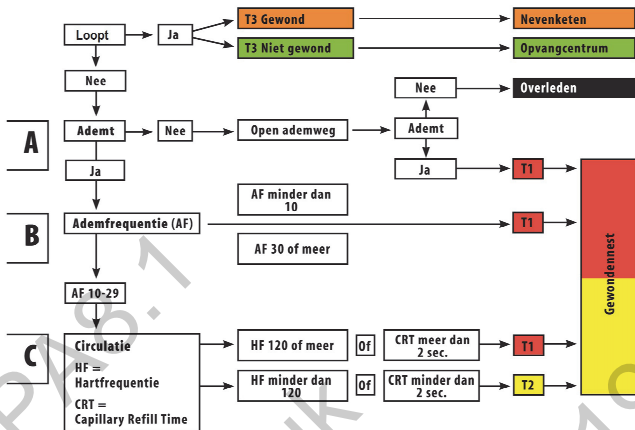 Loopt
Ja
T3 Gewond
Nevenketen
T3 Niet gewond
Opvangcentrum
Nee
Nee
Overleden
A
Ademt
Nee
Open ademweg
Ademt
Ja
Ja
T1
B
Ademfrequentie (AF)
AF minder dan
10
T1
AF 30 of meer
Gewondennest
AF 10-29
C
Circulatie
HF =
Hartfrequentie
CRT =
Capillary Refill Time
HF 120 of meer
Of
CRT meer dan
2 sec.
T1
HF minder dan
120
Of
CRT minder dan
2 sec.
T2
PA8.1